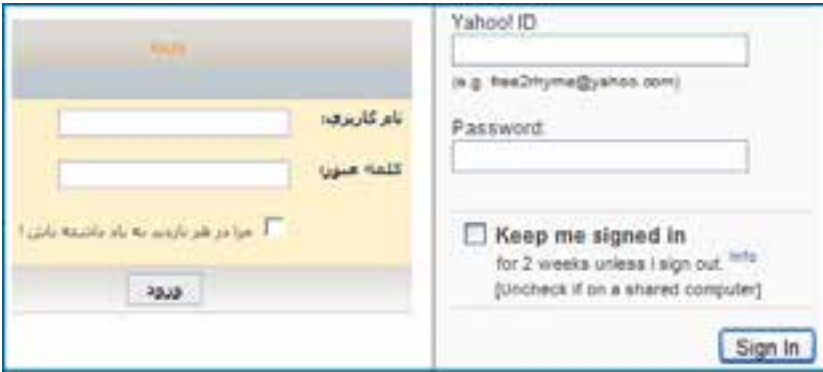 ورود
نام کاربری:
کلمه عبور:
مرا در هر بازدید به یاد داشته باش !
ورود
Yahoo! ID
(e.g. free2rhyme@yahoo.com)
Password:
Keep me signed in
for 2 weeks unless I sign out. Info
[Uncheck if on a shared computer]
Sign In